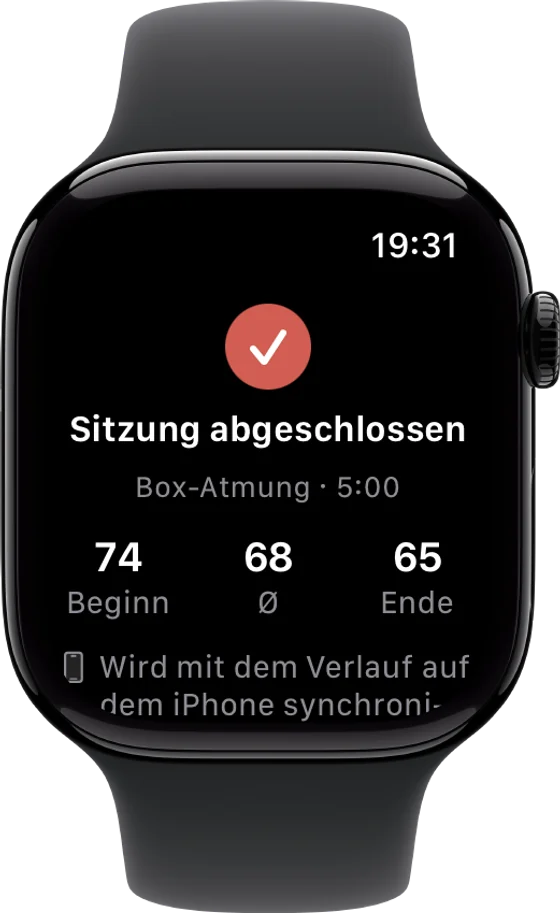 19:31
Sitzung abgeschlossen
Box-Atmung · 5:00
74 68 65
Beginn Ø Ende
Wird mit dem Verlauf auf
dem iPhone synchroni-